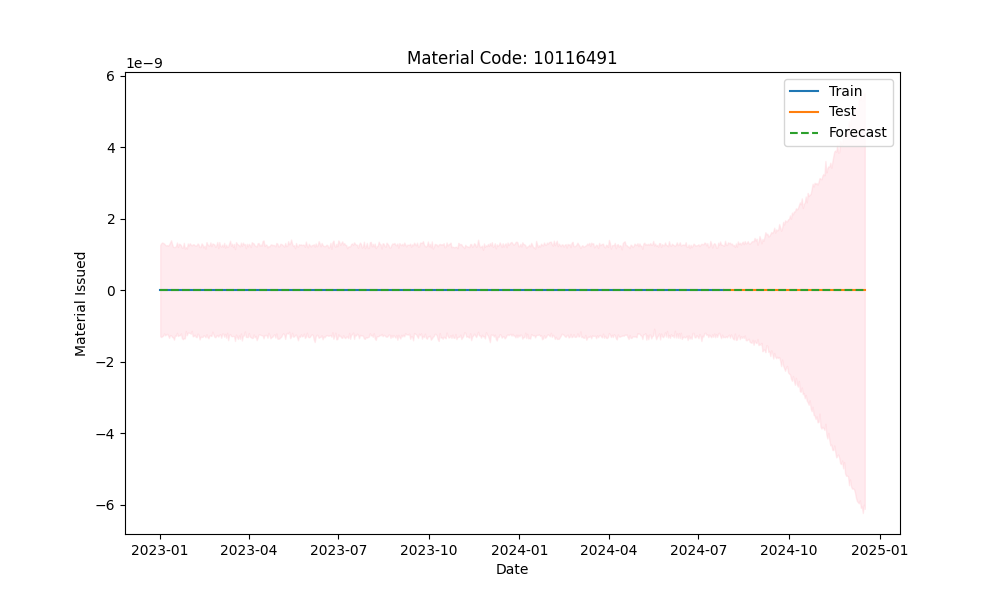 Material Code: 10116491
1e−9
6
4
2
0
−2
−4
−6
Material Issued
Train
Test
Forecast
2023-01 2023-04 2023-07 2023-10 2024-01 2024-04 2024-07 2024-10 2025-01
Date